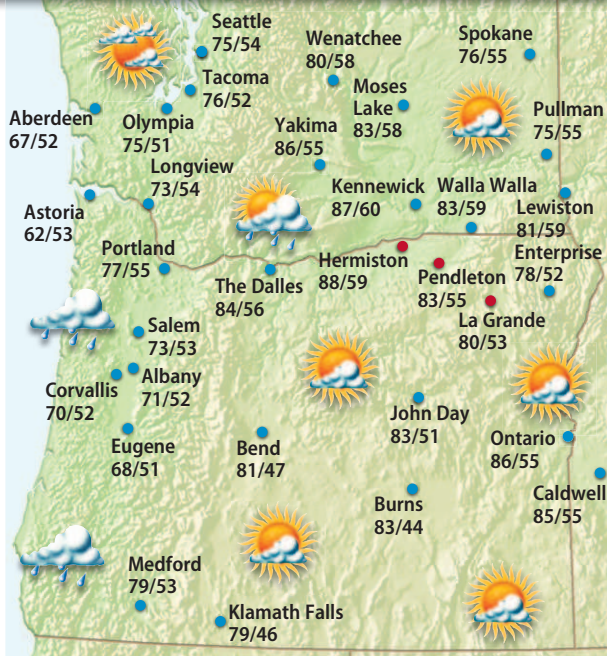 Seattle
75/54
Wenatchee
80/58
Spokane
76/55
Tacoma
76/52
Moses
Lake
83/58
Aberdeen
67/52
Olympia
75/51
Yakima
86/55
Pullman
75/55
Longview
73/54
Kennewick
87/60
Walla Walla
83/59
Lewiston
81/59
Astoria
62/53
Portland
77/55
The Dalles
84/56
Hermiston
88/59
Pendleton
83/55
Enterprise
78/52
La Grande
80/53
Salem
73/53
Corvallis
70/52
Albany
71/52
John Day
83/51
Eugene
68/51
Bend
81/47
Ontario
86/55
Burns
83/44
Caldwell
85/55
Medford
79/53
Klamath Falls
79/46